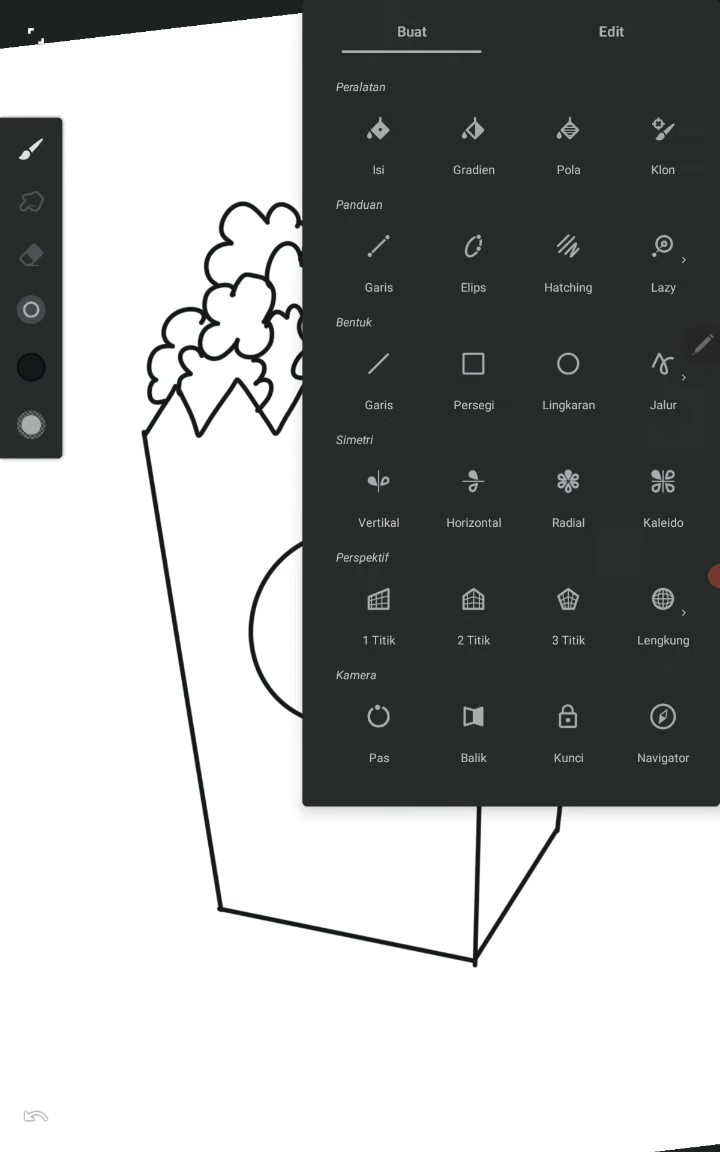 Buat Edit
Peralatan
Isi Gradien Pola Klon
Panduan
Garis Elips Hatching Lazy
Bentuk
Garis Persegi Lingkaran Jalur
Simetri
Vertikal Horizontal Radial Kaleido
Perspektif
1 Titik 2 Titik 3 Titik Lengkung
Kamera
Pas Balik Kunci Navigator